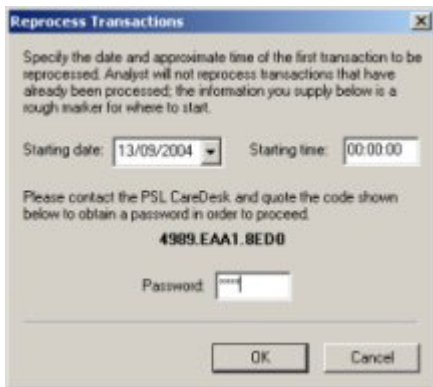 Reprocess Transactions
Specify the date and approximate time of the first transaction to be
reprocessed. Analyst will not reprocess transactions that have
already been processed; the information you supply below is a
rough marker for where to start.
Starting date: 13/09/2004 Starting time: 00:00:00
Please contact the PSL CareDesk and quote the code shown
below to obtain a password in order to proceed.
4989.EAA1.8ED0
Password: ****
OK Cancel